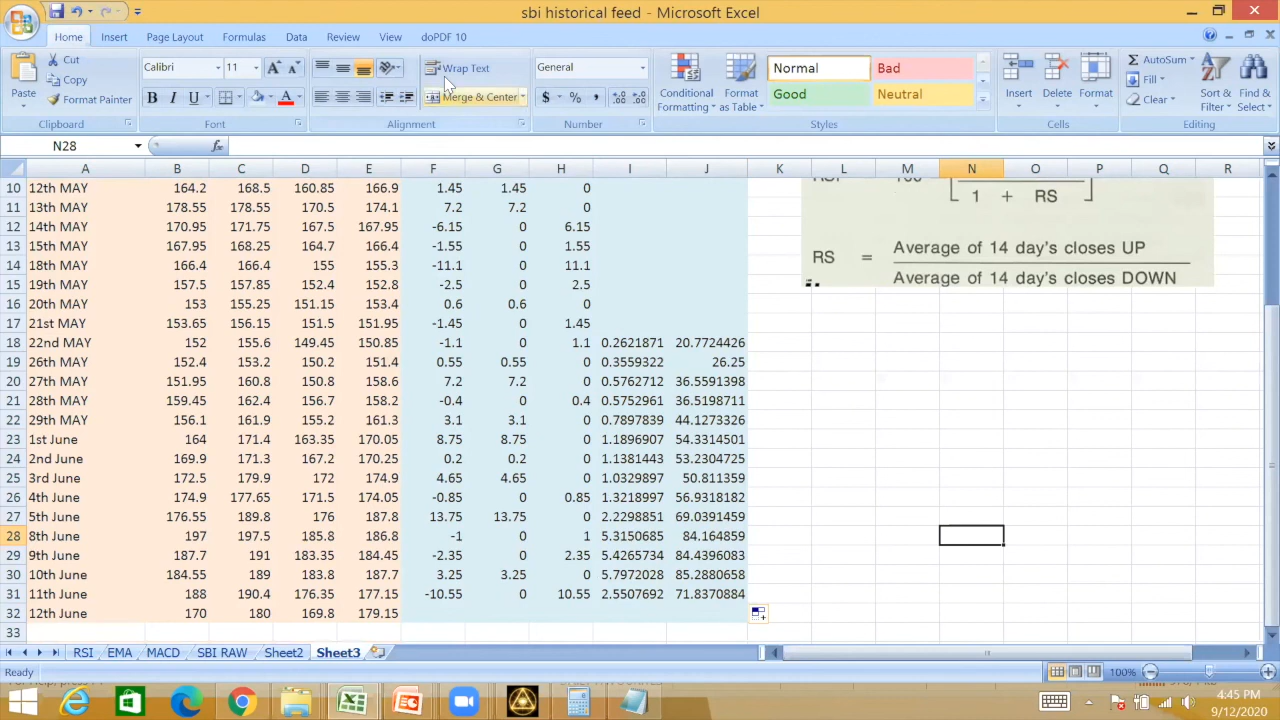 sbi historical feed - Microsoft Excel
Home Insert Page Layout Formulas Data Review View doPDF 10
Paste Cut Copy Format Painter Clipboard
Calibri 11 B I U A Font
Wrap Text Merge & Center Alignment
General $ % , Number
Conditional Formatting Format as Table Normal Bad Good Neutral Styles
Insert Delete Format Cells
AutoSum Fill Clear Sort & Filter Find & Select Editing
N28 fx
A B C D E F G H I J K L M N O P Q R
10 12th MAY 164.2 168.5 160.85 166.9 1.45 1.45 0
11 13th MAY 178.55 178.55 170.5 174.1 7.2 7.2 0
12 14th MAY 170.95 171.75 167.5 167.95 -6.15 0 6.15
13 15th MAY 167.95 168.25 164.7 166.4 -1.55 0 1.55
14 18th MAY 166.4 166.4 155 155.3 -11.1 0 11.1
15 19th MAY 157.5 157.85 152.4 152.8 -2.5 0 2.5
16 20th MAY 153 155.25 151.15 153.4 0.6 0.6 0
17 21st MAY 153.65 156.15 151.5 151.95 -1.45 0 1.45
18 22nd MAY 152 155.6 149.45 150.85 -1.1 0 1.1 0.2621871 20.7724426
19 26th MAY 152.4 153.2 150.2 151.4 0.55 0.55 0 0.3559322 26.25
20 27th MAY 151.95 160.8 150.8 158.6 7.2 7.2 0 0.5762712 36.5591398
21 28th MAY 159.45 162.4 156.7 158.2 -0.4 0 0.4 0.5752961 36.5198711
22 29th MAY 156.1 161.9 155.2 161.3 3.1 3.1 0 0.7897839 44.1273326
23 1st June 164 171.4 163.35 170.05 8.75 8.75 0 1.1896907 54.3314501
24 2nd June 169.9 171.3 167.2 170.25 0.2 0.2 0 1.1381443 53.2304725
25 3rd June 172.5 179.9 172 174.9 4.65 4.65 0 1.0329897 50.811359
26 4th June 174.9 177.65 171.5 174.05 -0.85 0 0.85 1.3218997 56.9318182
27 5th June 176.55 189.8 176 187.8 13.75 13.75 0 2.2298851 69.0391459
28 8th June 197 197.5 185.8 186.8 -1 0 1 5.3150685 84.164859
29 9th June 187.7 191 183.35 184.45 -2.35 0 2.35 5.4265734 84.4396083
30 10th June 184.55 189 183.8 187.7 3.25 3.25 0 5.7972028 85.2880658
31 11th June 188 190.4 176.35 177.15 -10.55 0 10.55 2.5507692 71.8370884
32 12th June 170 180 169.8 179.15
33
1 + RS
Average of 14 day's closes UP
RS =
Average of 14 day's closes DOWN
RSI EMA MACD SBI RAW Sheet2 Sheet3
Ready 100%
4:45 PM
9/12/2020